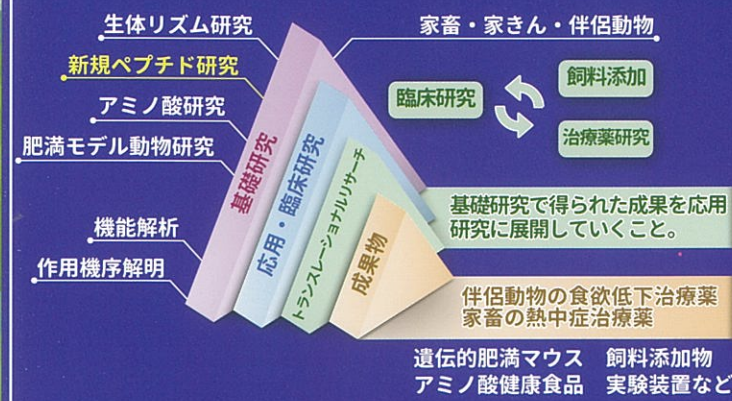 生体リズム研究
新規ペプチド研究
アミノ酸研究
肥満モデル動物研究
機能解析
作用機序解明
基礎研究
応用・臨床研究
トランスレーショナルリサーチ
成果物
家畜・家きん・伴侶動物
臨床研究
飼料添加
治療薬研究
基礎研究で得られた成果を応用
研究に展開していくこと。
伴侶動物の食欲低下治療薬
家畜の熱中症治療薬
遺伝的肥満マウス 飼料添加物
アミノ酸健康食品 実験装置など